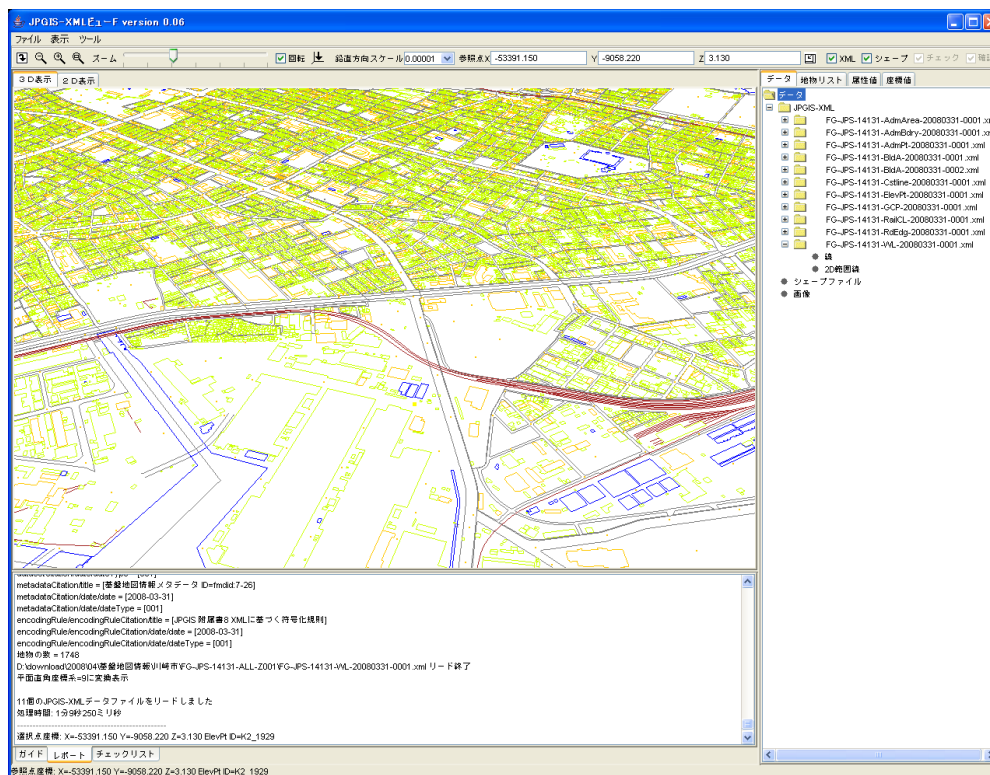 JPGIS-XMLビューF version 0.06
ファイル 表示 ツール
ズーム 回転 鉛直方向スケール 0.00001 参照点X -53391.150 Y -9058.220 Z 3.130 XML シェープ チェック
3D表示 2D表示
データ 地物リスト 属性値 座標値
データ
JPGIS-XML
FG-JPS-14131-AdmArea-20080331-0001.xm
FG-JPS-14131-AdmBdry-20080331-0001.xm
FG-JPS-14131-AdmPt-20080331-0001.xml
FG-JPS-14131-BldA-20080331-0001.xml
FG-JPS-14131-BldA-20080331-0002.xml
FG-JPS-14131-Cstline-20080331-0001.xml
FG-JPS-14131-ElevPt-20080331-0001.xml
FG-JPS-14131-GCP-20080331-0001.xml
FG-JPS-14131-RailCL-20080331-0001.xml
FG-JPS-14131-RdEdg-20080331-0001.xml
FG-JPS-14131-WL-20080331-0001.xml
線
2D範囲線
シェープファイル
画像
metadataCitation/title = [基盤地図情報メタデータ ID=fmdid:7-26]
metadataCitation/date/date = [2008-03-31]
metadataCitation/date/dateType = [001]
encodingRule/encodingRuleCitation/title = [JPGIS 附属書8 XMLに基づく符号化規則]
encodingRule/encodingRuleCitation/date/date = [2008-03-31]
encodingRule/encodingRuleCitation/date/dateType = [001]
地物の数 = 1748
D:\download\2008\04\基盤地図情報\川崎市\FG-JPS-14131-ALL-Z001\FG-JPS-14131-WL-20080331-0001.xml リード終了
平面直角座標系=9に変換表示
11個のJPGIS-XMLデータファイルをリードしました
処理時間: 1分9秒250ミリ秒
-----------------------------------------------
選択点座標: X=-53391.150 Y=-9058.220 Z=3.130 ElevPt ID=K2_1929
ガイド レポート チェックリスト
参照点座標: X=-53391.150 Y=-9058.220 Z=3.130 ElevPt ID=K2_1929